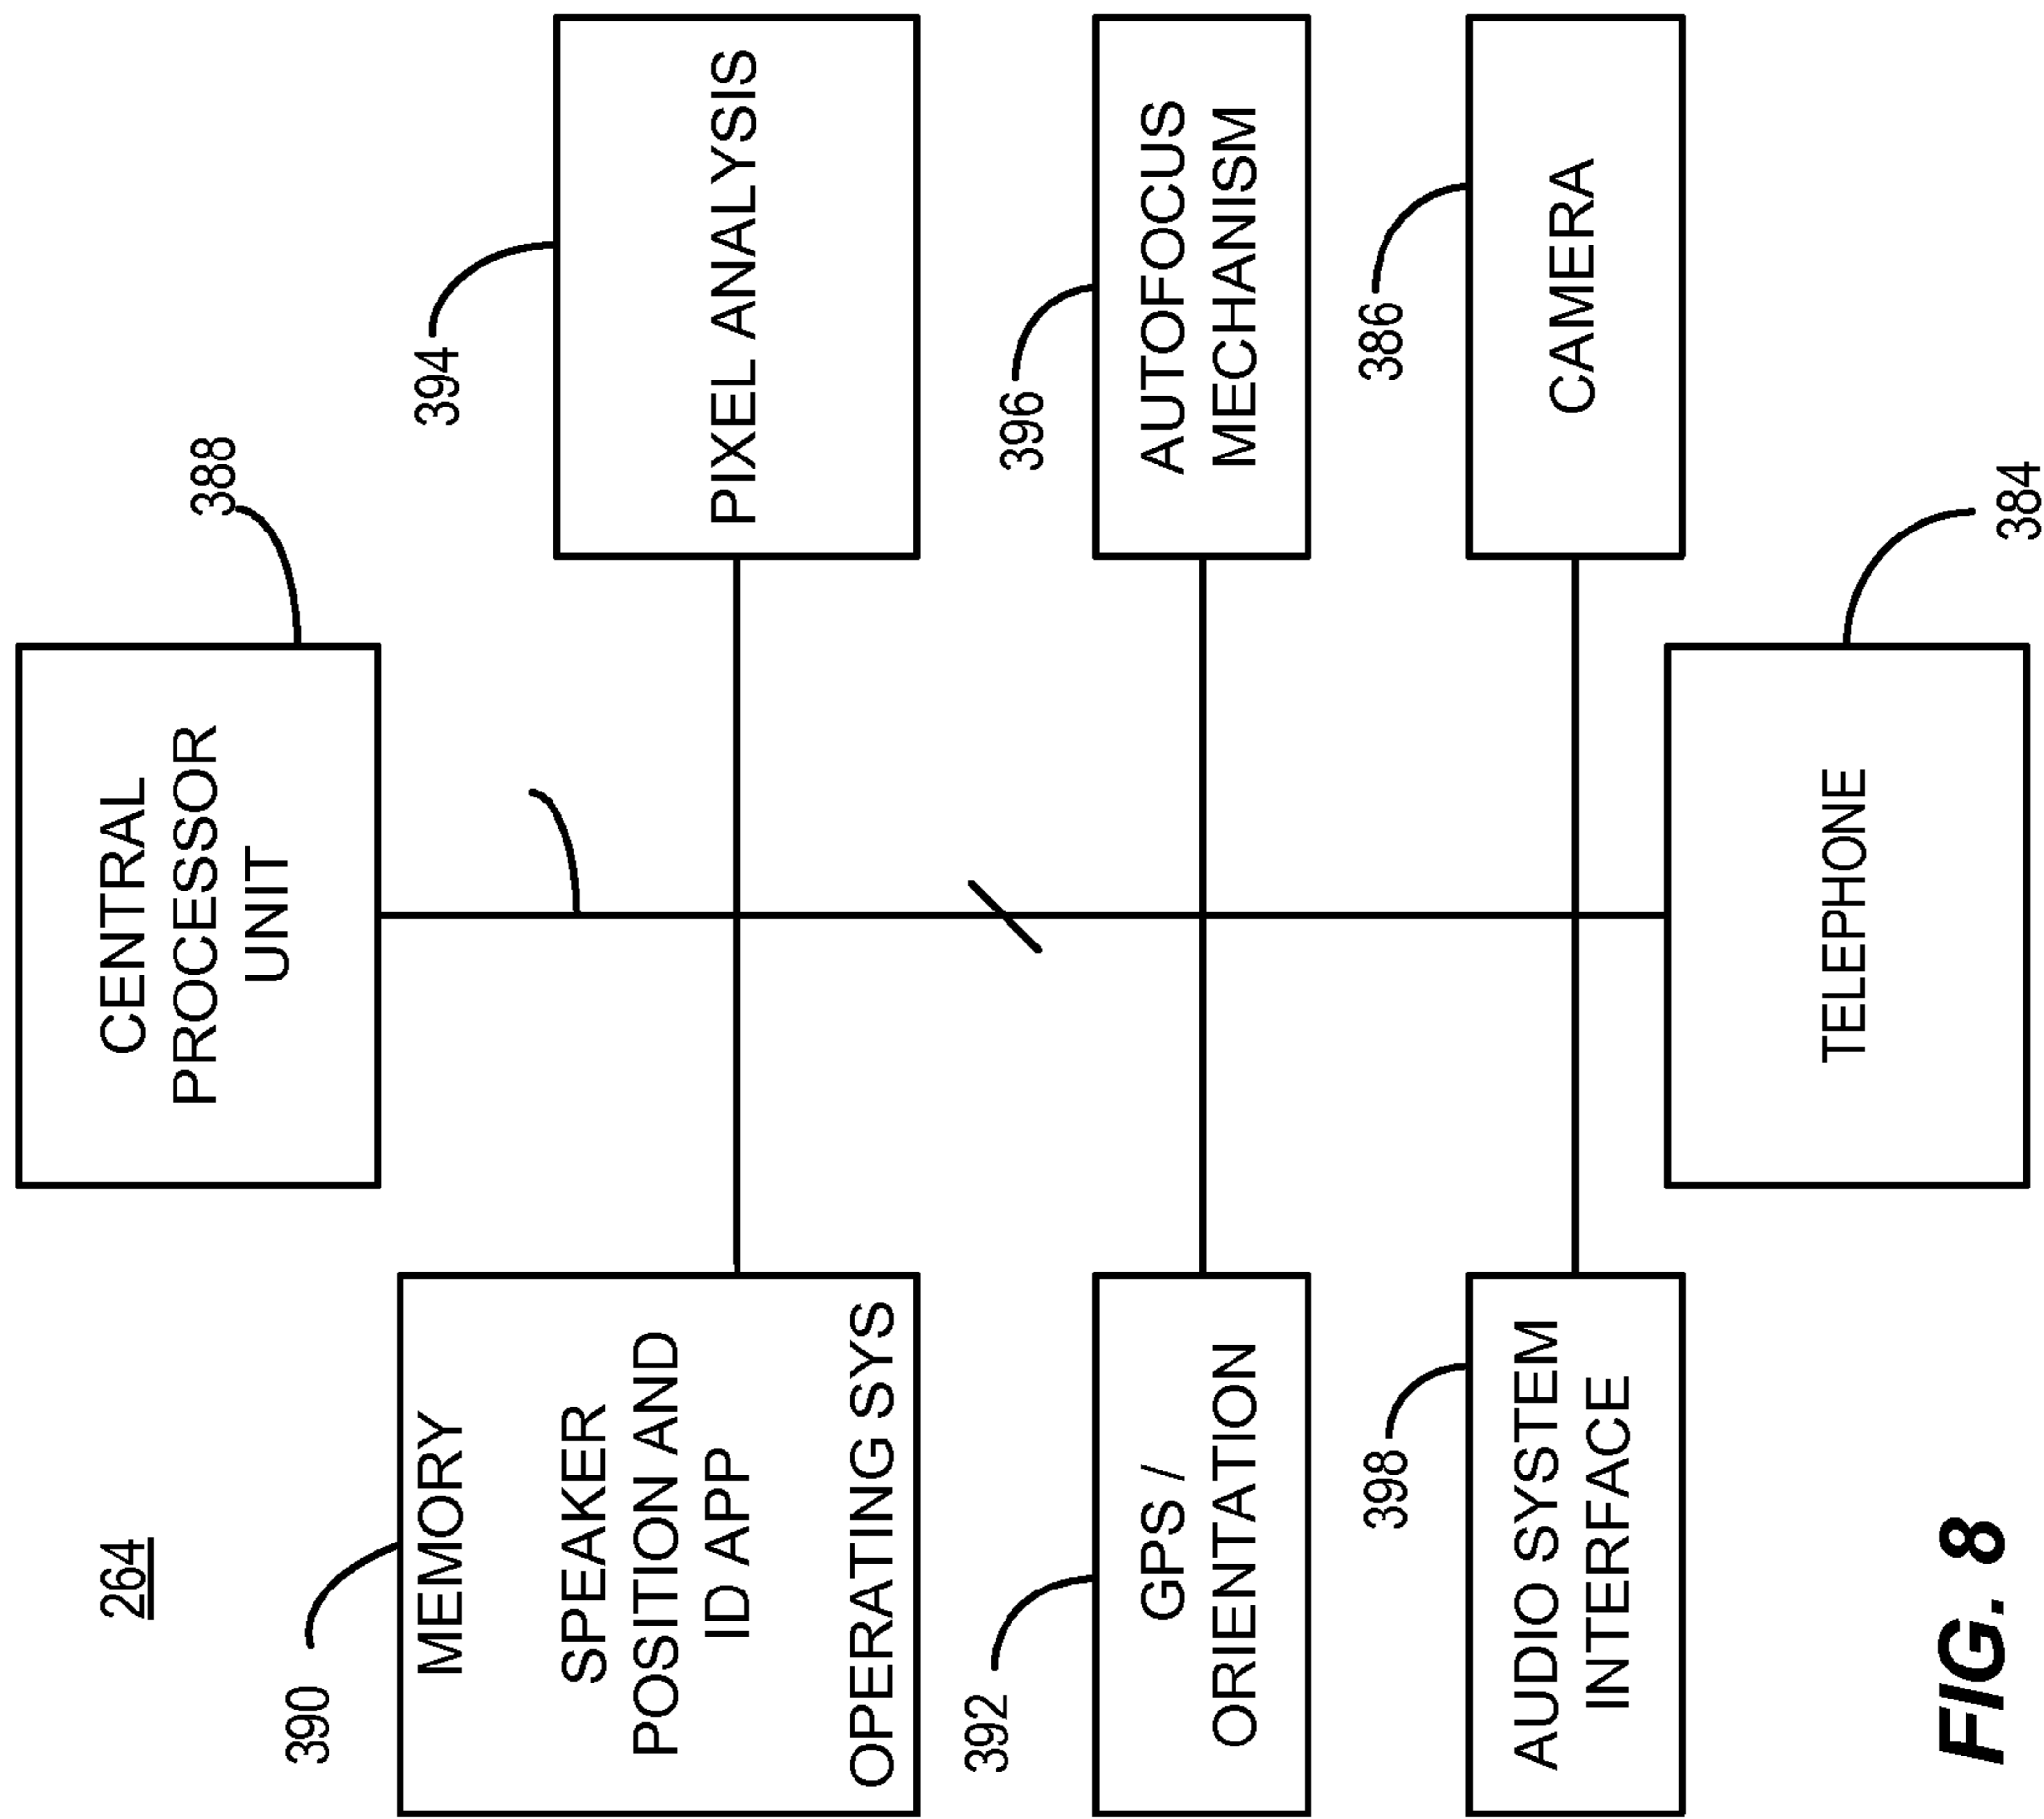 264
390
MEMORY
SPEAKER
POSITION AND
ID APP
OPERATING SYS
392
GPS /
ORIENTATION
398
AUDIO SYSTEM
INTERFACE
CENTRAL
PROCESSOR
UNIT
388
TELEPHONE
384
394
PIXEL ANALYSIS
396
AUTOFOCUS
MECHANISM
386
CAMERA
FIG. 8